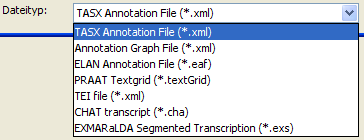 Dateityp: TASX Annotation File (*.xml)
TASX Annotation File (*.xml)
Annotation Graph File (*.xml)
ELAN Annotation File (*.eaf)
PRAAT Textgrid (*.textGrid)
TEI file (*.xml)
CHAT transcript (*.cha)
EXMARaLDA Segmented Transcription (*.exs)